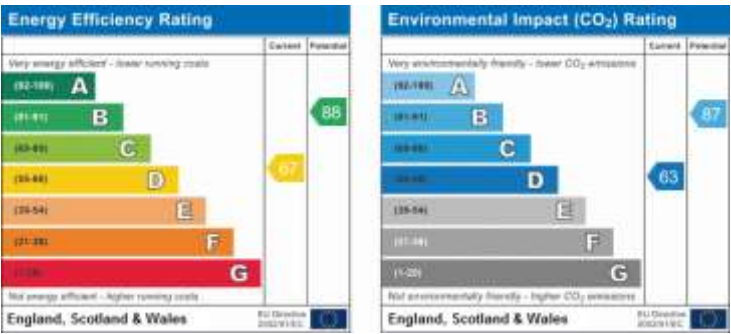 Energy Efficiency Rating
Current Potential
Very energy efficient - lower running costs
(92-100) A
(81-91) B
(69-80) C
(55-68) D
(39-54) E
(21-38) F
(1-20) G
67
88
Not energy efficient - higher running costs
England, Scotland & Wales
EU Directive
2002/91/EC
Environmental Impact (CO₂) Rating
Current Potential
Very environmentally friendly - lower CO₂ emissions
(92-100) A
(81-91) B
(69-80) C
(55-68) D
(39-54) E
(21-38) F
(1-20) G
63
87
Not environmentally friendly - higher CO₂ emissions
England, Scotland & Wales
EU Directive
2002/91/EC